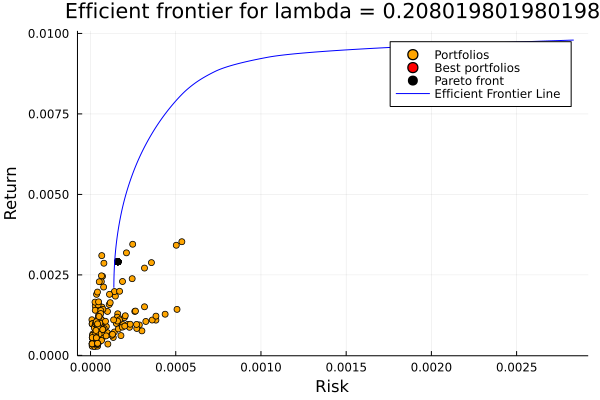 Efficient frontier for lambda = 0.208019801980198
0.0100
0.0075
0.0050
0.0025
0.0000
Return
Portfolios
Best portfolios
Pareto front
Efficient Frontier Line
0.0000 0.0005 0.0010 0.0015 0.0020 0.0025
Risk